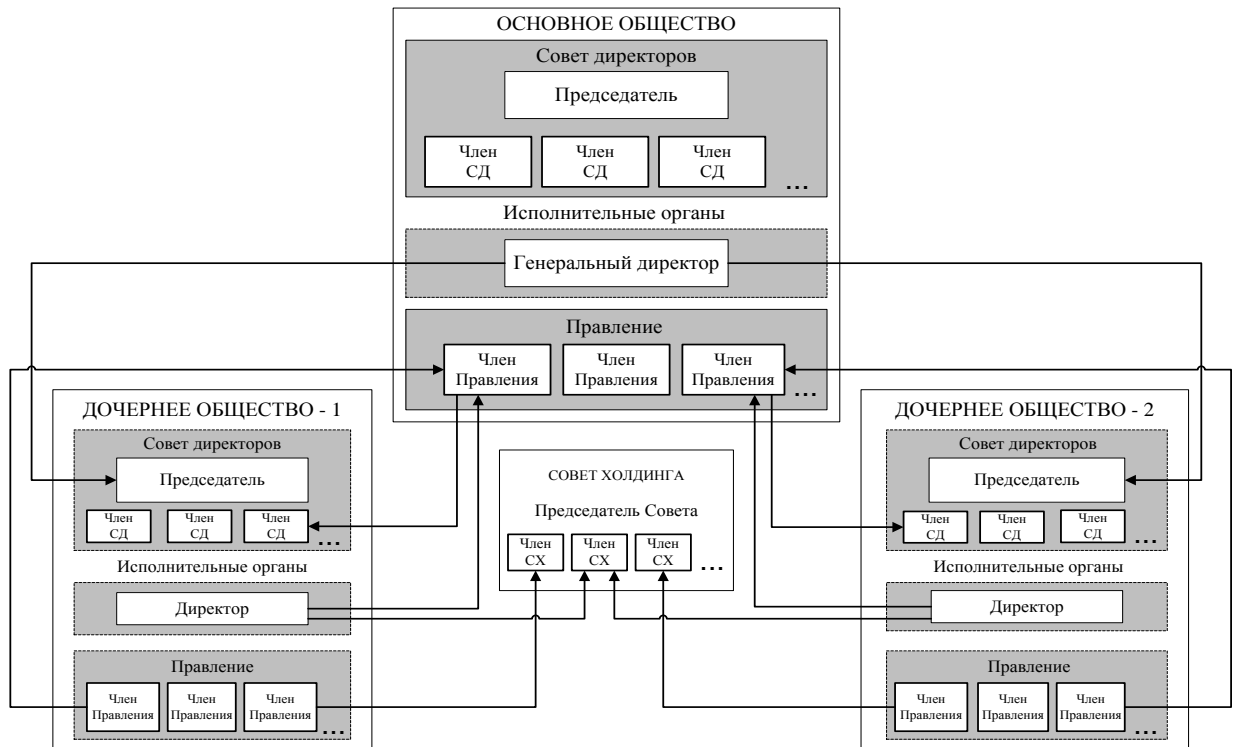 ОСНОВНОЕ ОБЩЕСТВО
Совет директоров
Председатель
Член
СД
Член
СД
Член
СД
...
Исполнительные органы
Генеральный директор
Правление
Член
Правления
Член
Правления
Член
Правления
...
ДОЧЕРНЕЕ ОБЩЕСТВО - 1
Совет директоров
Председатель
Член
СД
Член
СД
Член
СД
...
Исполнительные органы
Директор
Правление
Член
Правления
Член
Правления
Член
Правления
...
СОВЕТ ХОЛДИНГА
Председатель Совета
Член
СХ
Член
СХ
Член
СХ
...
ДОЧЕРНЕЕ ОБЩЕСТВО - 2
Совет директоров
Председатель
Член
СД
Член
СД
Член
СД
...
Исполнительные органы
Директор
Правление
Член
Правления
Член
Правления
Член
Правления
...